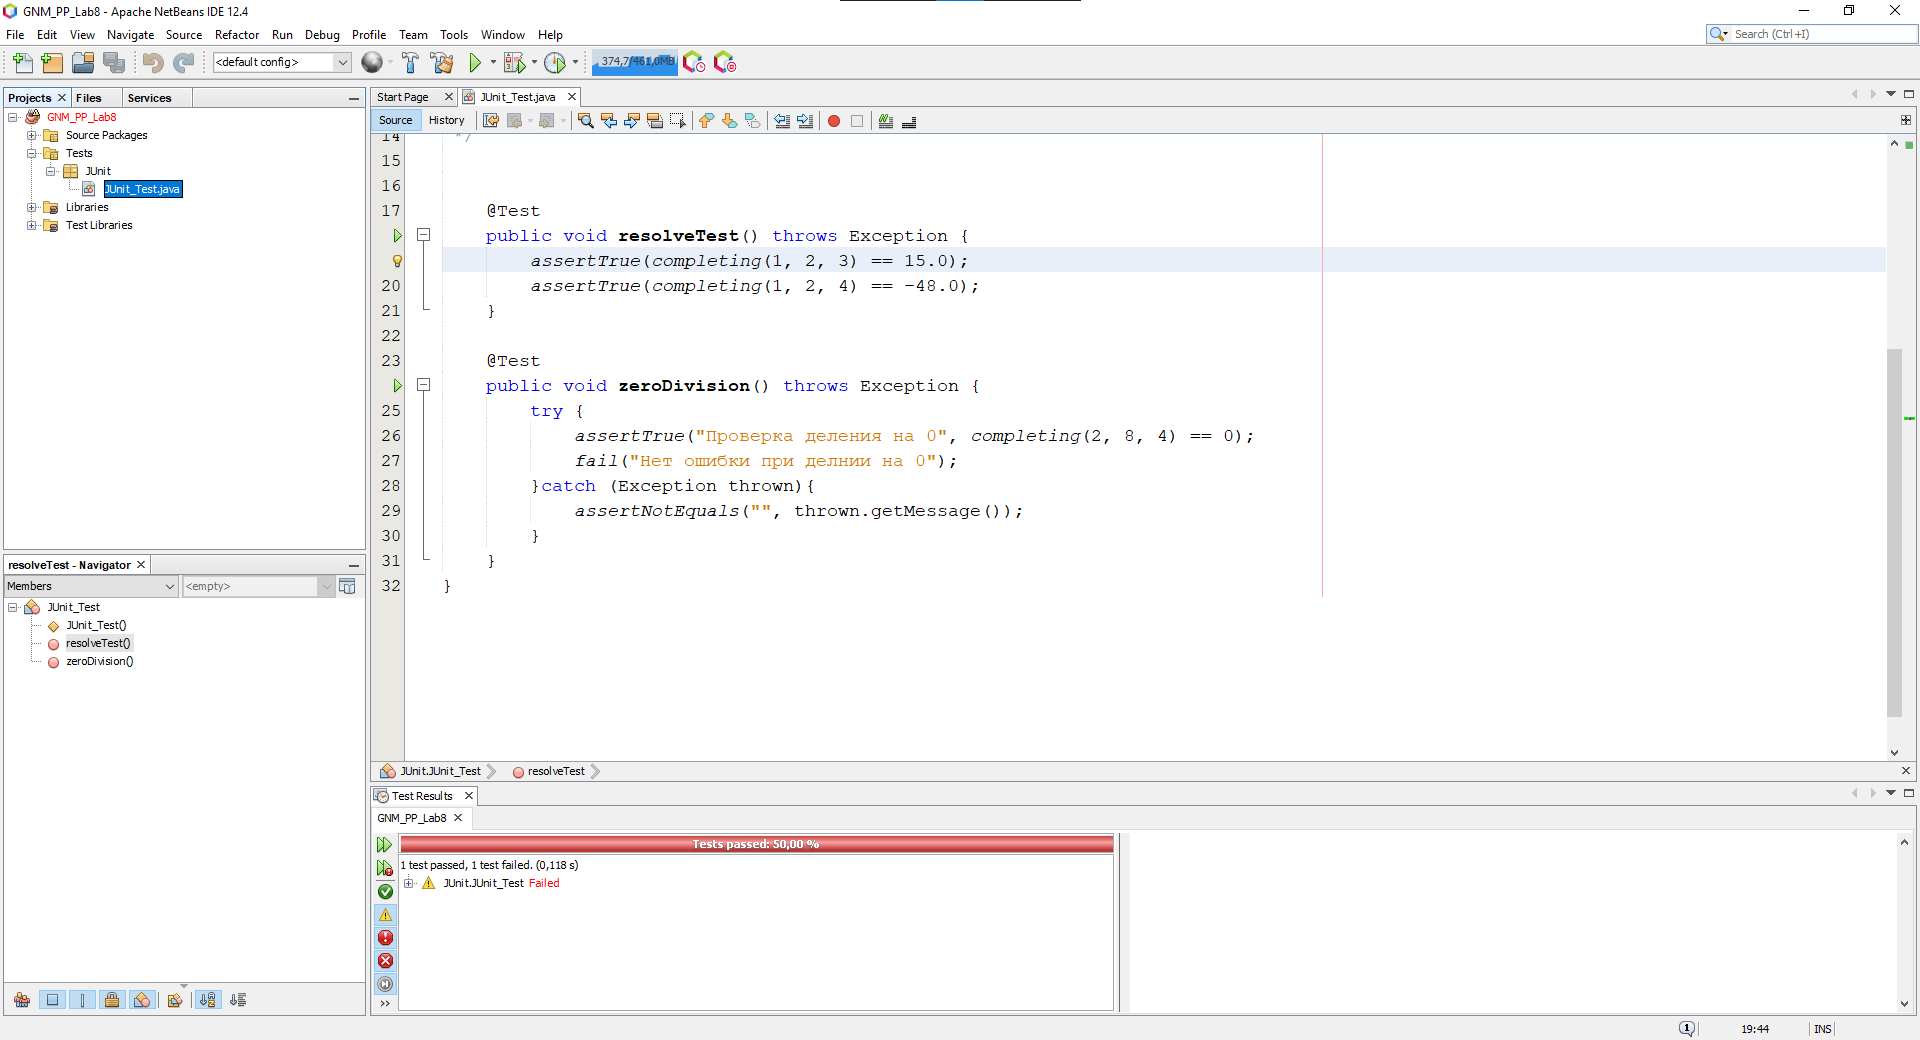 GNM_PP_Lab8 - Apache NetBeans IDE 12.4
File Edit View Navigate Source Refactor Run Debug Profile Team Tools Window Help
Search (Ctrl+I)
<default config>
374,7/461,0MB
Projects Files Services
GNM_PP_Lab8
Source Packages
Tests
JUnit
JUnit_Test.java
Libraries
Test Libraries
Start Page JUnit_Test.java
Source History
14 */
15
16
17 @Test
public void resolveTest() throws Exception {
assertTrue(completing(1, 2, 3) == 15.0);
20 assertTrue(completing(1, 2, 4) == -48.0);
21 }
22
23 @Test
public void zeroDivision() throws Exception {
25 try {
26 assertTrue("Проверка деления на 0", completing(2, 8, 4) == 0);
27 fail("Нет ошибки при делнии на 0");
28 }catch (Exception thrown){
29 assertNotEquals("", thrown.getMessage());
30 }
31 }
32 }
resolveTest - Navigator
Members <empty>
JUnit_Test
JUnit_Test()
resolveTest()
zeroDivision()
JUnit.JUnit_Test resolveTest
Test Results
GNM_PP_Lab8
Tests passed: 50,00 %
1 test passed, 1 test failed. (0,118 s)
JUnit.JUnit_Test Failed
1 19:44 INS